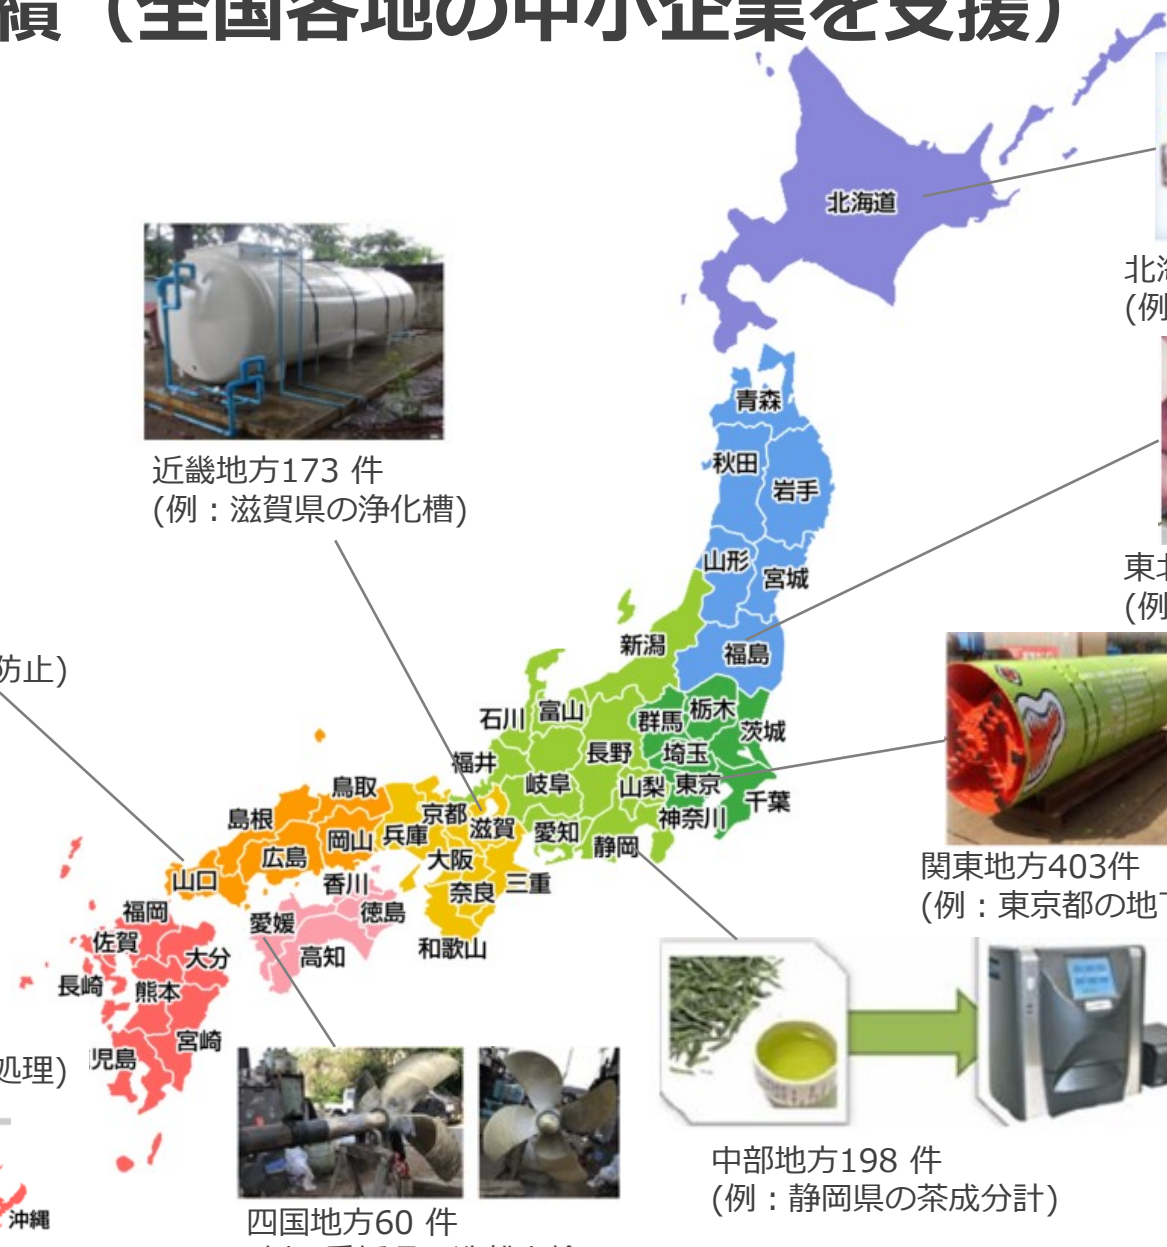 績（全国各地の中小企業を支援）
北海道
北海
(例
青森
秋田
岩手
近畿地方173 件
(例：滋賀県の浄化槽)
山形
宮城
東北
(例
新潟
福島
防止)
石川
富山
群馬
栃木
茨城
福井
長野
埼玉
岐阜
山梨
東京
千葉
鳥取
島根
岡山
兵庫
京都
滋賀
愛知
静岡
神奈川
広島
大阪
山口
香川
奈良
三重
関東地方403件
(例：東京都の地下
福岡
愛媛
徳島
佐賀
大分
高知
和歌山
長崎
熊本
宮崎
児島
処理)
中部地方198 件
(例：静岡県の茶成分計)
沖縄
四国地方60 件